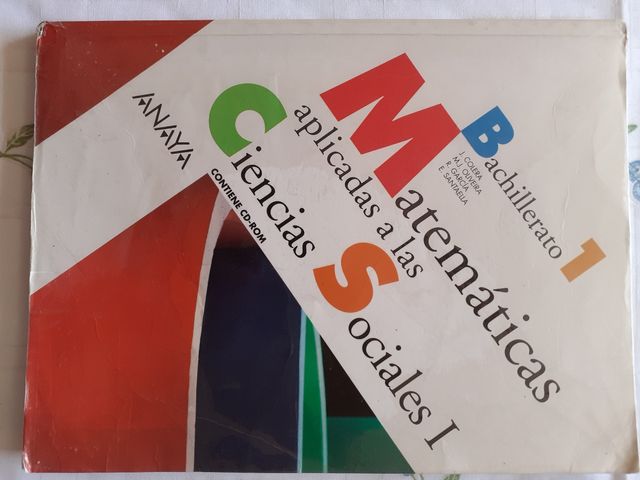 Bachillerato 1
J. COLERA
M.J. OLIVEIRA
R. GARCÍA
E. SANTAELLA
Matemáticas
aplicadas a las
Ciencias Sociales I
CONTIENE CD-ROM
ANAYA